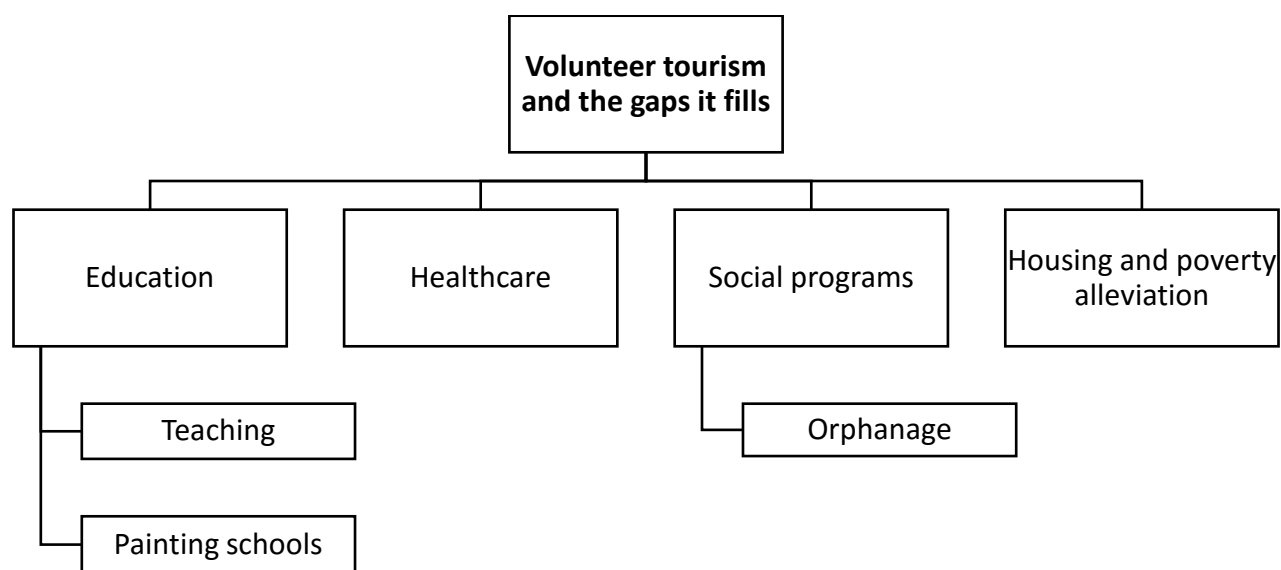 Volunteer tourism
and the gaps it fills
Education
Healthcare
Social programs
Housing and poverty
alleviation
Teaching
Orphanage
Painting schools